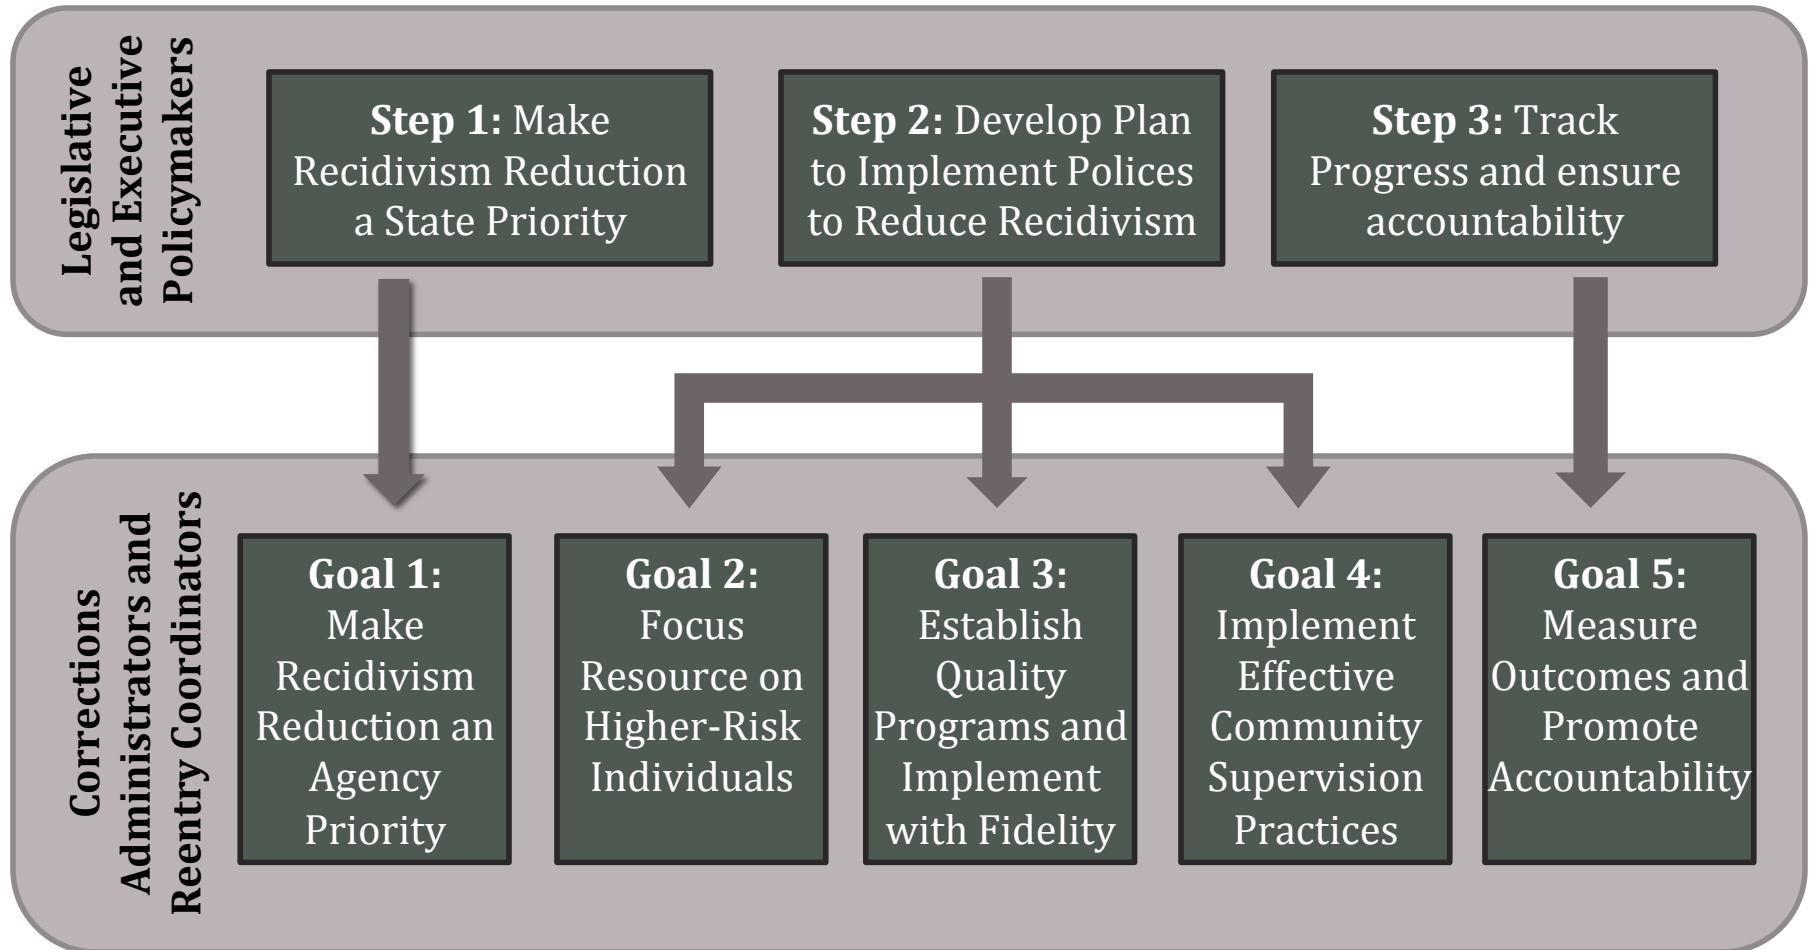 Legislative
and Executive
Policymakers
Step 1: Make
Recidivism Reduction
a State Priority
Step 2: Develop Plan
to Implement Polices
to Reduce Recidivism
Step 3: Track
Progress and ensure
accountability
Corrections
Administrators and
Reentry Coordinators
Goal 1:
Make
Recidivism
Reduction an
Agency
Priority
Goal 2:
Focus
Resource on
Higher-Risk
Individuals
Goal 3:
Establish
Quality
Programs and
Implement
with Fidelity
Goal 4:
Implement
Effective
Community
Supervision
Practices
Goal 5:
Measure
Outcomes and
Promote
Accountability